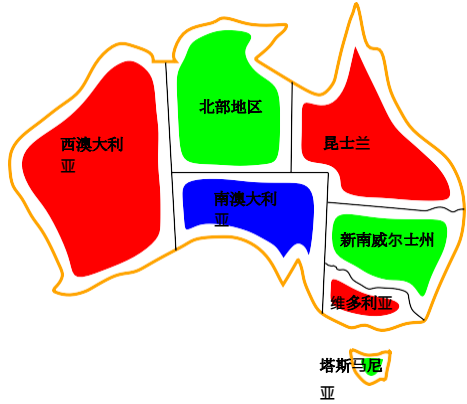 北部地区
西澳大利
亚
昆士兰
南澳大利
亚
新南威尔士州
维多利亚
塔斯马尼
亚